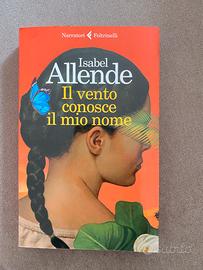 Narratori Feltrinelli
Isabel
Allende
Il vento
conosce
il mio nome